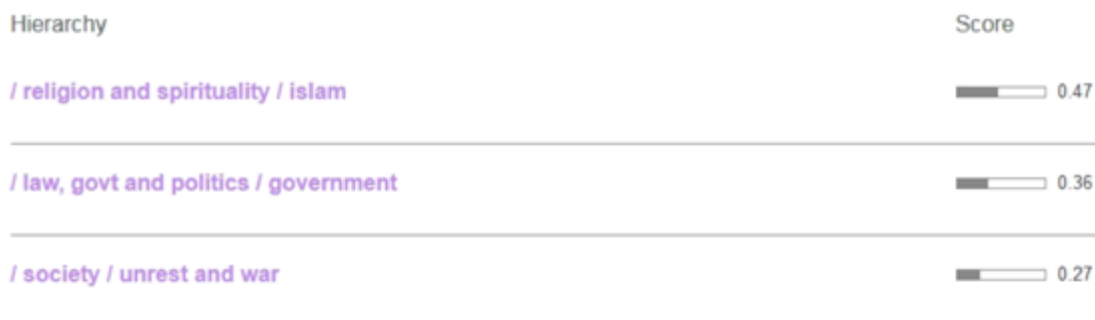 Hierarchy Score
/ religion and spirituality / islam 0.47
/ law, govt and politics / government 0.36
/ society / unrest and war 0.27